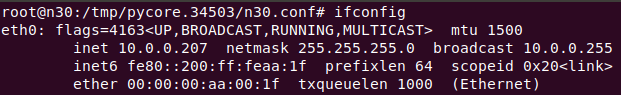 root@n30:/tmp/pycore.34503/n30.conf# ifconfig
eth0: flags=4163<UP,BROADCAST,RUNNING,MULTICAST>  mtu 1500
        inet 10.0.0.207  netmask 255.255.255.0  broadcast 10.0.0.255
        inet6 fe80::200:ff:feaa:1f  prefixlen 64  scopeid 0x20<link>
        ether 00:00:00:aa:00:1f  txqueuelen 1000  (Ethernet)